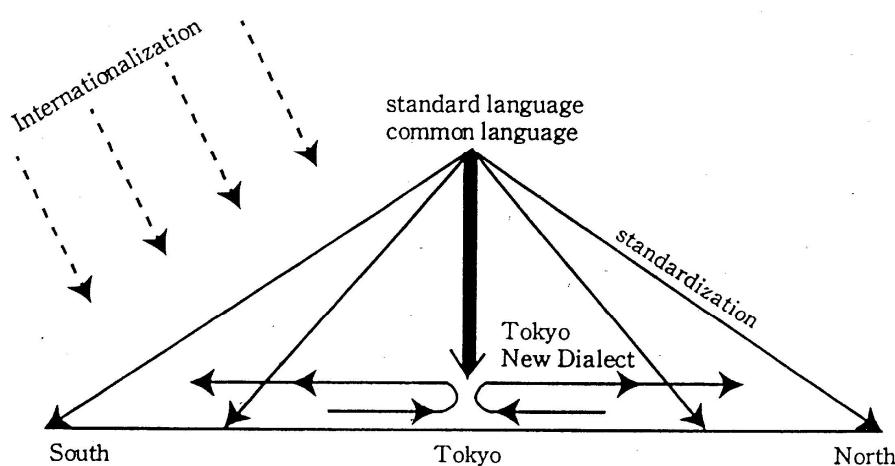 Internationalization
standard language
common language
standardization
Tokyo
New Dialect
South
Tokyo
North